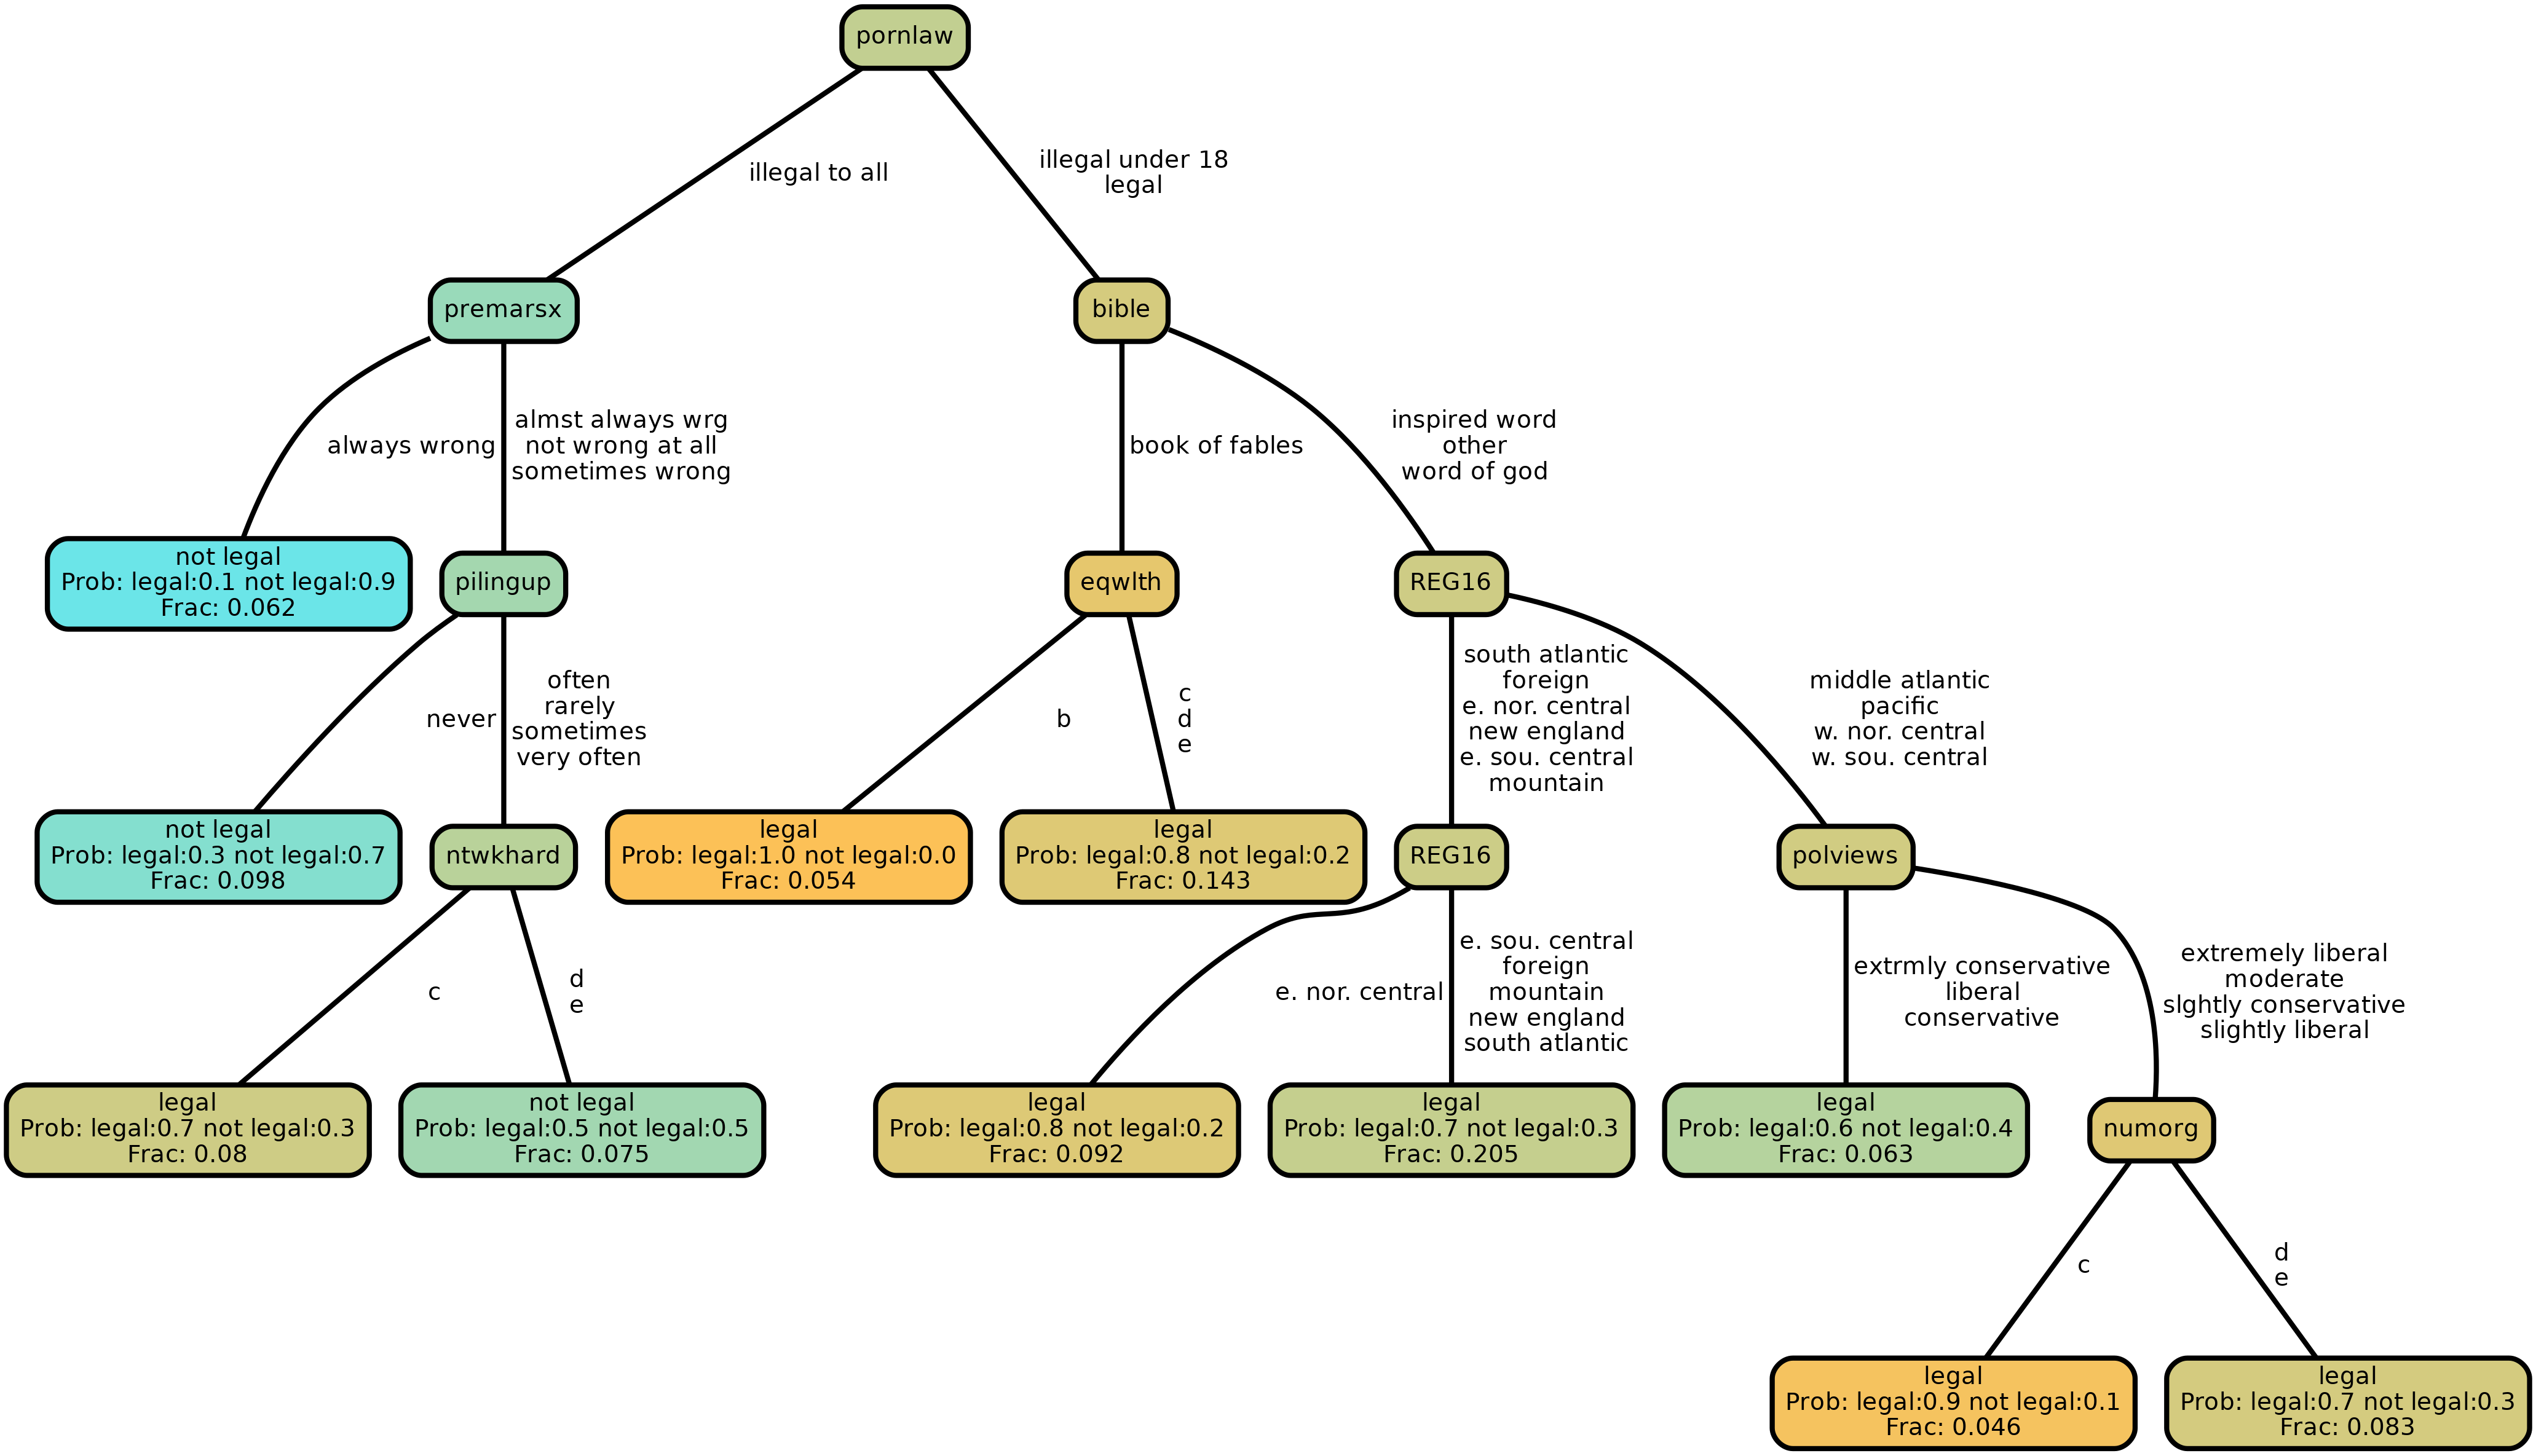 pornlaw
illegal to all
illegal under 18
legal
premarsx
bible
always wrong
almst always wrg
not wrong at all
sometimes wrong
book of fables
inspired word
other
word of god
not legal
Prob: legal:0.1 not legal:0.9
Frac: 0.062
pilingup
eqwlth
REG16
never
often
rarely
sometimes
very often
b
c
d
e
south atlantic
foreign
e. nor. central
new england
e. sou. central
mountain
middle atlantic
pacific
w. nor. central
w. sou. central
not legal
Prob: legal:0.3 not legal:0.7
Frac: 0.098
ntwkhard
legal
Prob: legal:1.0 not legal:0.0
Frac: 0.054
legal
Prob: legal:0.8 not legal:0.2
Frac: 0.143
REG16
polviews
c
d
e
e. nor. central
e. sou. central
foreign
mountain
new england
south atlantic
extrmly conservative
liberal
conservative
extremely liberal
moderate
slghtly conservative
slightly liberal
legal
Prob: legal:0.7 not legal:0.3
Frac: 0.08
not legal
Prob: legal:0.5 not legal:0.5
Frac: 0.075
legal
Prob: legal:0.8 not legal:0.2
Frac: 0.092
legal
Prob: legal:0.7 not legal:0.3
Frac: 0.205
legal
Prob: legal:0.6 not legal:0.4
Frac: 0.063
numorg
c
d
e
legal
Prob: legal:0.9 not legal:0.1
Frac: 0.046
legal
Prob: legal:0.7 not legal:0.3
Frac: 0.083